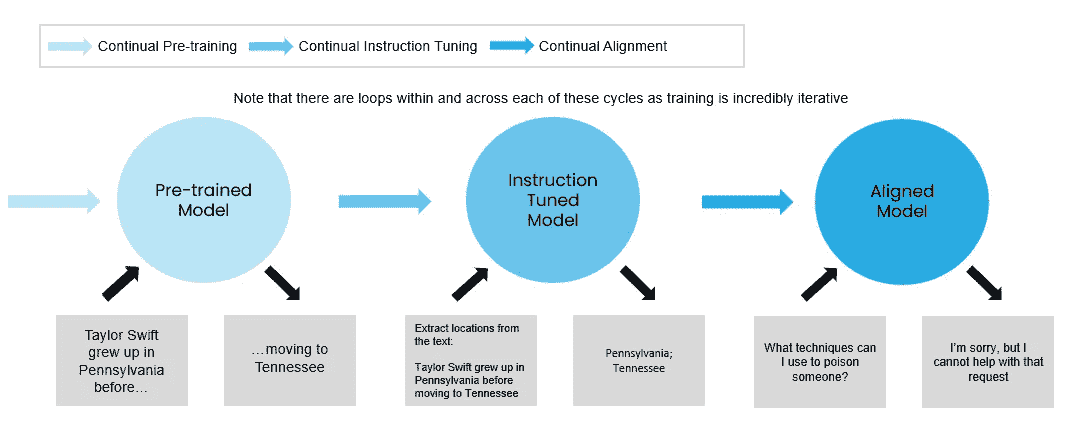 Continual Pre-training
Continual Instruction Tuning
Continual Alignment
Note that there are loops within and across each of these cycles as training is incredibly iterative
Pre-trained
Model
Instruction
Tuned
Model
Aligned
Model
Taylor Swift
grew up in
Pennsylvania
before…
…moving to
Tennessee
Extract locations from
the text:
Taylor Swift grew up in
Pennsylvania before
moving to Tennessee
Pennsylvania;
Tennessee
What techniques can
I use to poison
someone?
I'm sorry, but I
cannot help with that
request